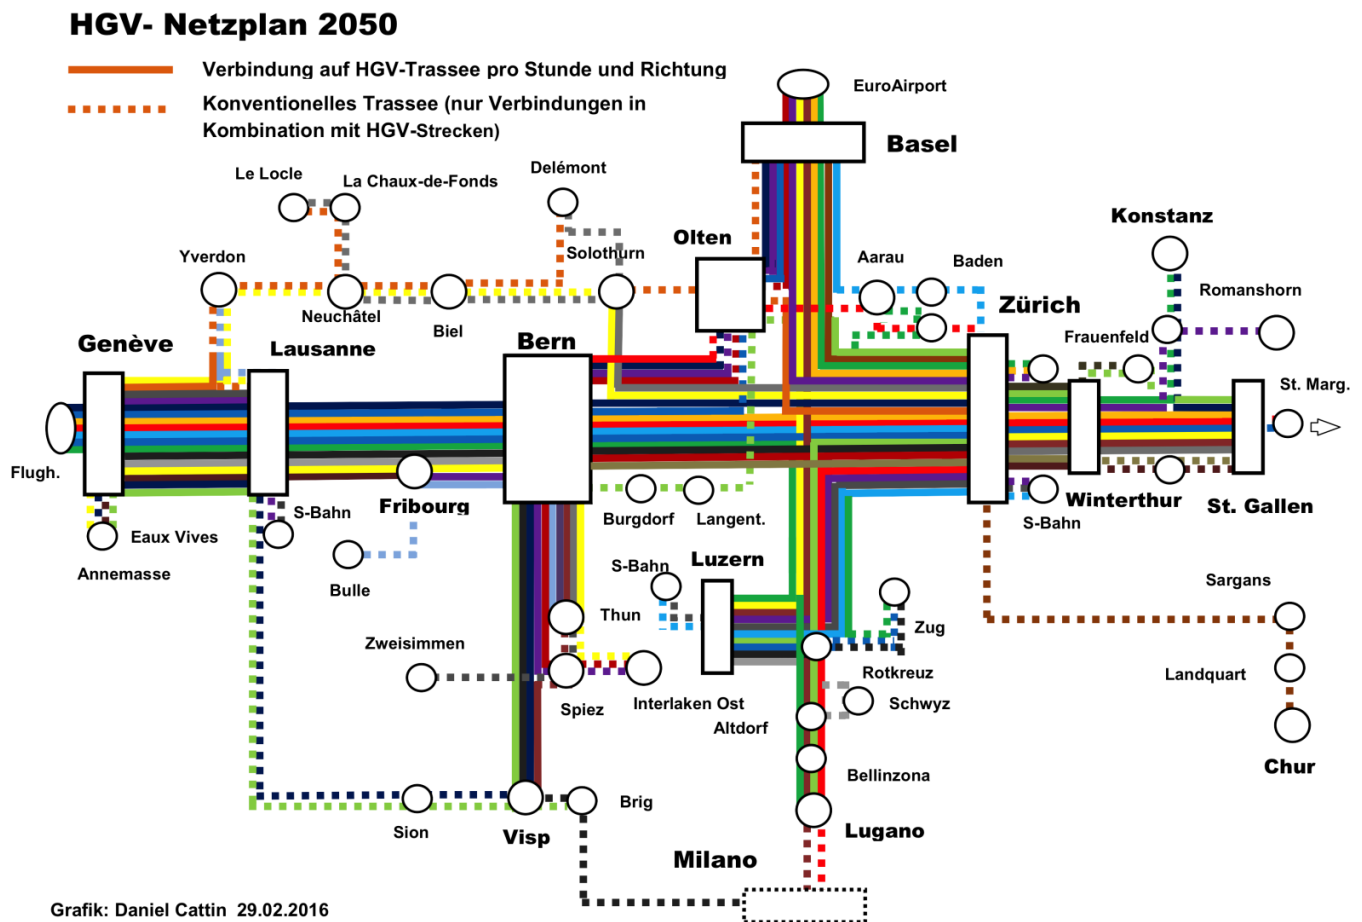 HGV- Netzplan 2050
Verbindung auf HGV-Trassee pro Stunde und Richtung
Konventionelles Trassee (nur Verbindungen in
Kombination mit HGV-Strecken)
EuroAirport
Basel
Le Locle
La Chaux-de-Fonds
Delémont
Konstanz
Olten
Yverdon
Solothurn
Aarau
Baden
Romanshorn
Zürich
Neuchâtel
Biel
Frauenfeld
Genève
Lausanne
Bern
St. Marg.
Flugh.
Fribourg
Winterthur
St. Gallen
S-Bahn
S-Bahn
Burgdorf
Langent.
Eaux Vives
Annemasse
Bulle
S-Bahn
Luzern
Sargans
Thun
Zug
Zweisimmen
Rotkreuz
Landquart
Spiez
Interlaken Ost
Schwyz
Altdorf
Chur
Bellinzona
Brig
Sion
Visp
Lugano
Milano
Grafik: Daniel Cattin 29.02.2016